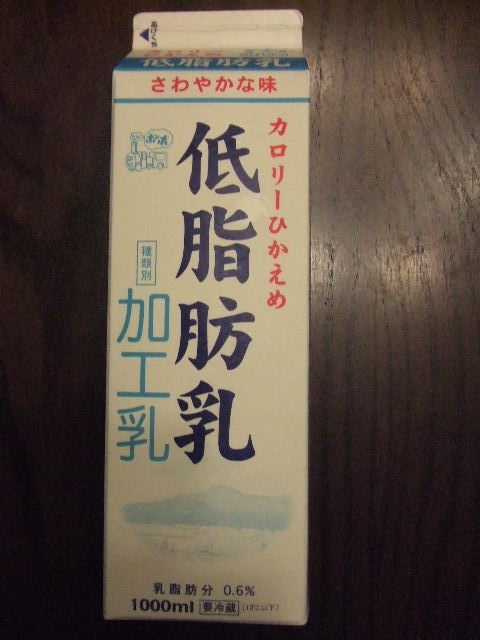 あけくち
低脂肪乳
さわやかな味
カロリーひかえめ
低脂肪乳
種類別
加工乳
乳脂肪分 0.6%
1000ml 要冷蔵